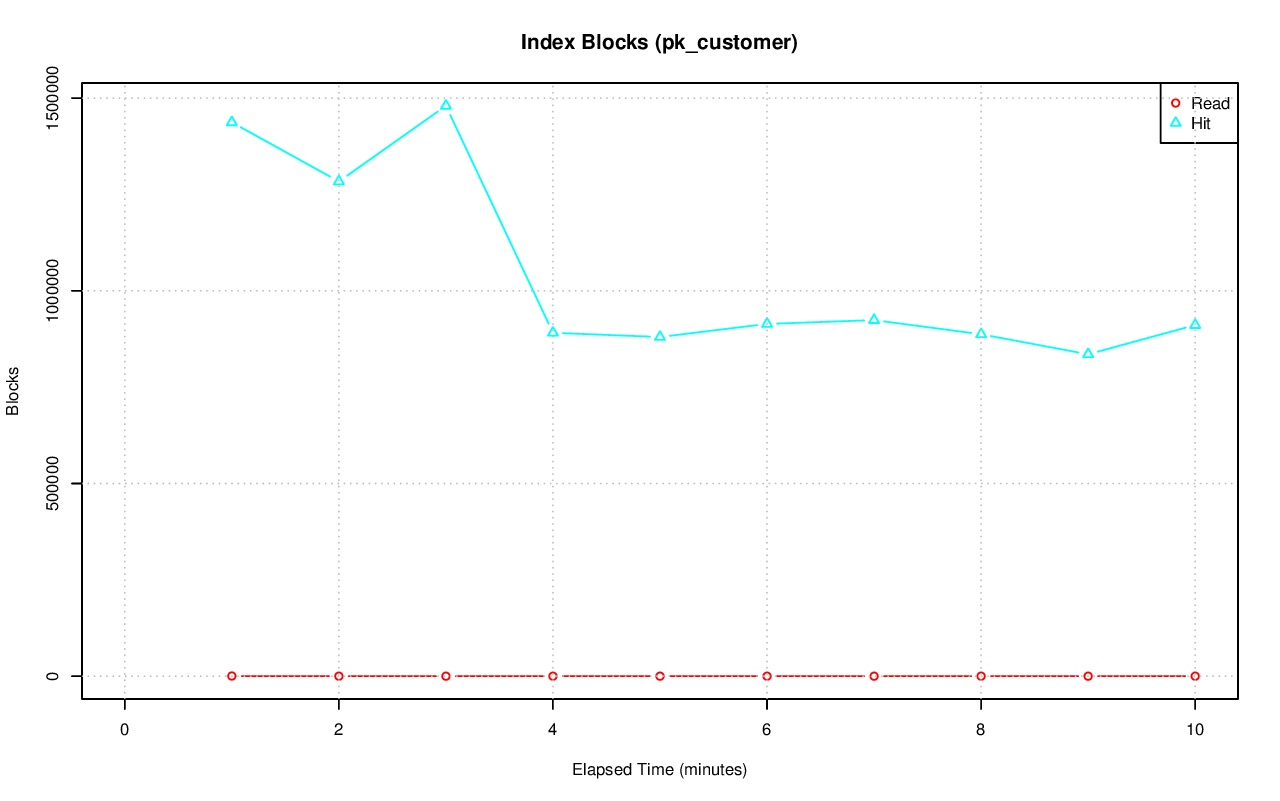 Index Blocks (pk_customer)
Read
Hit
Blocks
1500000
1000000
500000
0
0 2 4 6 8 10
Elapsed Time (minutes)